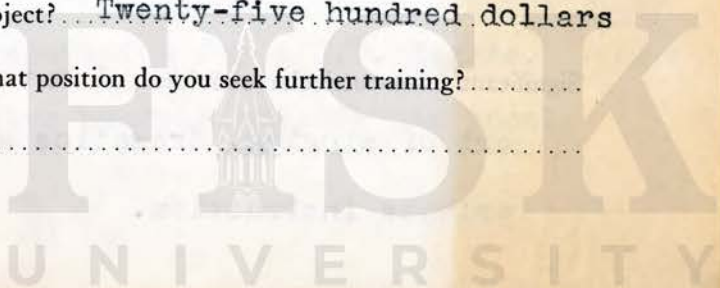 ject?...Twenty-five hundred dollars
at position do you seek further training?.........
FISK
UNIVERSITY